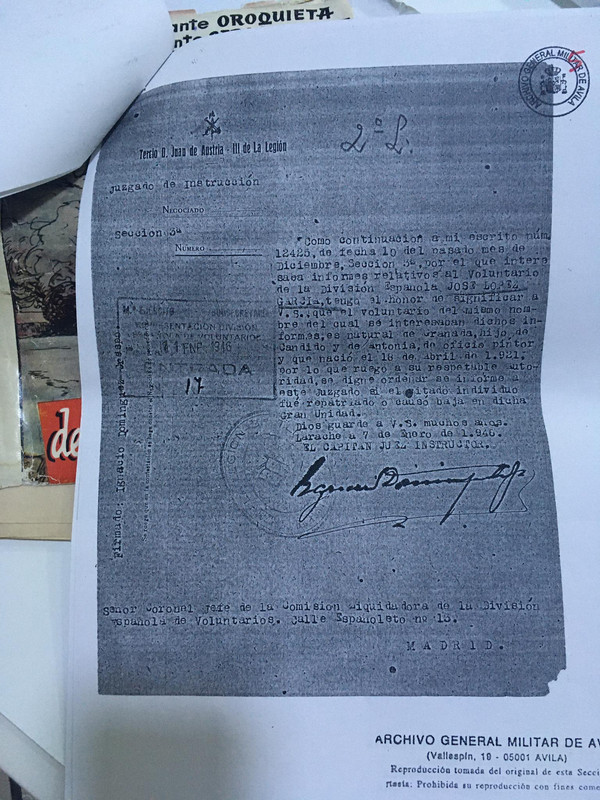 ante OROQUIETA
ARCHIVO GENERAL MILITAR DE AVILA
2ª L.
Tercio D. Juan de Austria - III de La Legión
Juzgado de Instrucción
NEGOCIADO
Sección 3ª
NÚMERO
Como continuación a mi escrito núm.
12425, de fecha 15 del pasado mes de
Diciembre, Sección 3ª, por el que inter
saba informes relativos al Voluntario
de la División Española JOSE LOPEZ
GARCIA, tengo el honor de significar a
V.S., que el voluntario del mismo nom-
bre del cual se interesaban dichos in-
formes, es natural de Granada, hijo de
Candido y de Antonia, de oficio pintor
y que nació el 18 de abril de 1.921.
por lo que ruego a su respetable auto-
ridad, se digne ordenar se informe a
este Juzgado si el citado individuo
fué repatriado o causó baja en dicha
Gran Unidad.
Dios guarde a V.S. muchos años.
Larache a 7 de Enero de 1.946.
EL CAPITAN JUEZ INSTRUCTOR.
ENE 1946
ENTRADA
17
Firmado: Ignacio Dominguez
de
Señor Coronel Jefe de la Comisión Liquidadora de la División
Española de Voluntarios. Calle Españoleto nº 18.
MADRID.
ARCHIVO GENERAL MILITAR DE AV
(Vallespín, 19 - 05001 AVILA)
Reproducción tomada del original de esta Secci
rtesia: Prohibida su reproducción con fines come